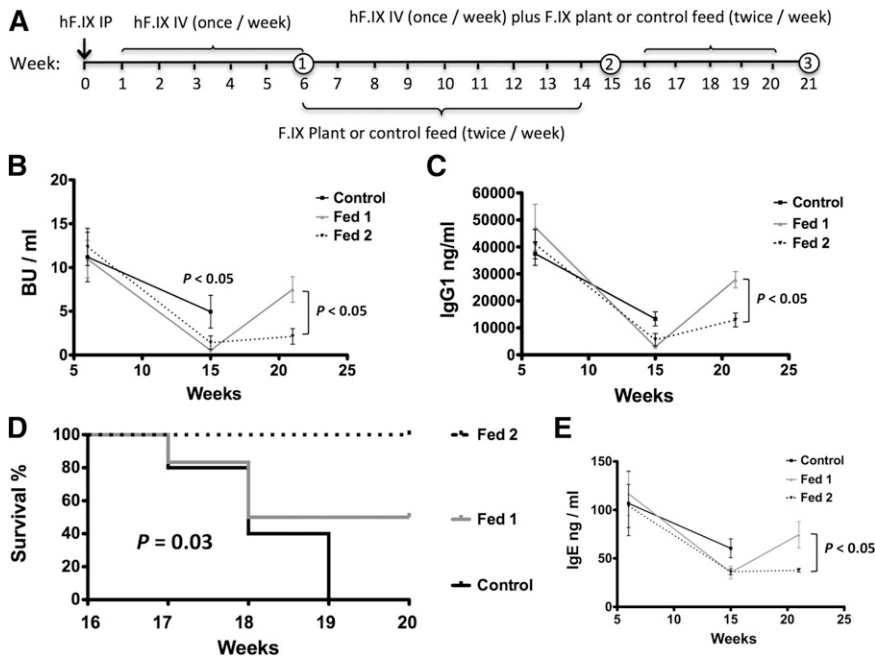 A
hF.IX IP
hF.IX IV (once / week)
hF.IX IV (once / week) plus F.IX plant or control feed (twice / week)
Week:
1 2 3
0 1 2 3 4 5 6 7 8 9 10 11 12 13 14 15 16 17 18 19 20 21
F.IX Plant or control feed (twice / week)
B
BU / ml
20
15
10
5
0
5 10 15 20 25
Weeks
P < 0.05
P < 0.05
Control
Fed 1
Fed 2
C
IgG1 ng/ml
60000
50000
40000
30000
20000
10000
0
5 10 15 20 25
Weeks
P < 0.05
Control
Fed 1
Fed 2
D
Survival %
100
80
60
40
20
0
16 17 18 19 20
Weeks
P = 0.03
Fed 2
Fed 1
Control
E
IgE ng / ml
150
100
50
0
5 10 15 20 25
Weeks
P < 0.05
Control
Fed 1
Fed 2